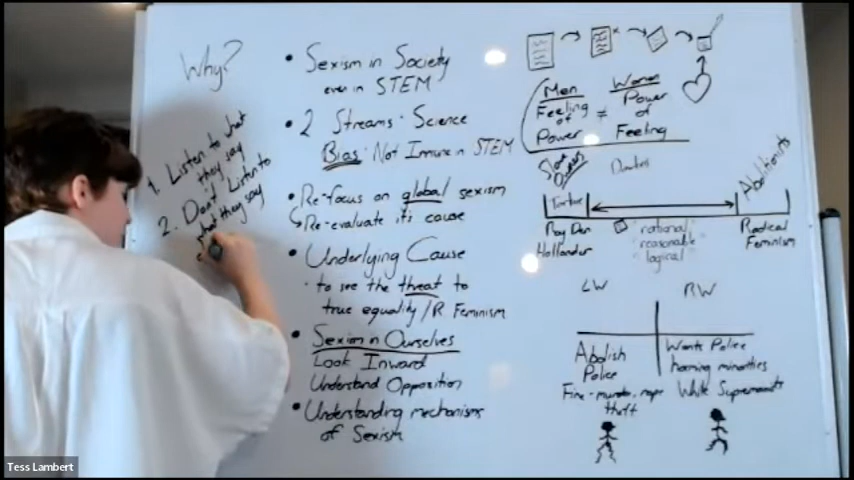 Why?
1. Listen to what
they say
2. Don't Listen to
what they say
• Sexism in Society
even in STEM
• 2 Streams · Science
Bias · Not Immune in STEM
• Re-focus on global sexism
Re-evaluate its cause
• Underlying Cause
· to see the threat to
true equality/R Feminism
• Sexism in Ourselves
Look Inward
Understand Opposition
• Understanding mechanisms
of Sexism
Men
Feeling
of
Power
≠
Women
Power
of
Feeling
Slave
Owners
Abolitionists
Torture
Roy Den
Hollander
rational
reasonable
logical
Radical
Feminism
LW
RW
Abolish
Police
Fine - murder, rape
theft
Wants Police
harming minorities
White Supremacists
Tess Lambert